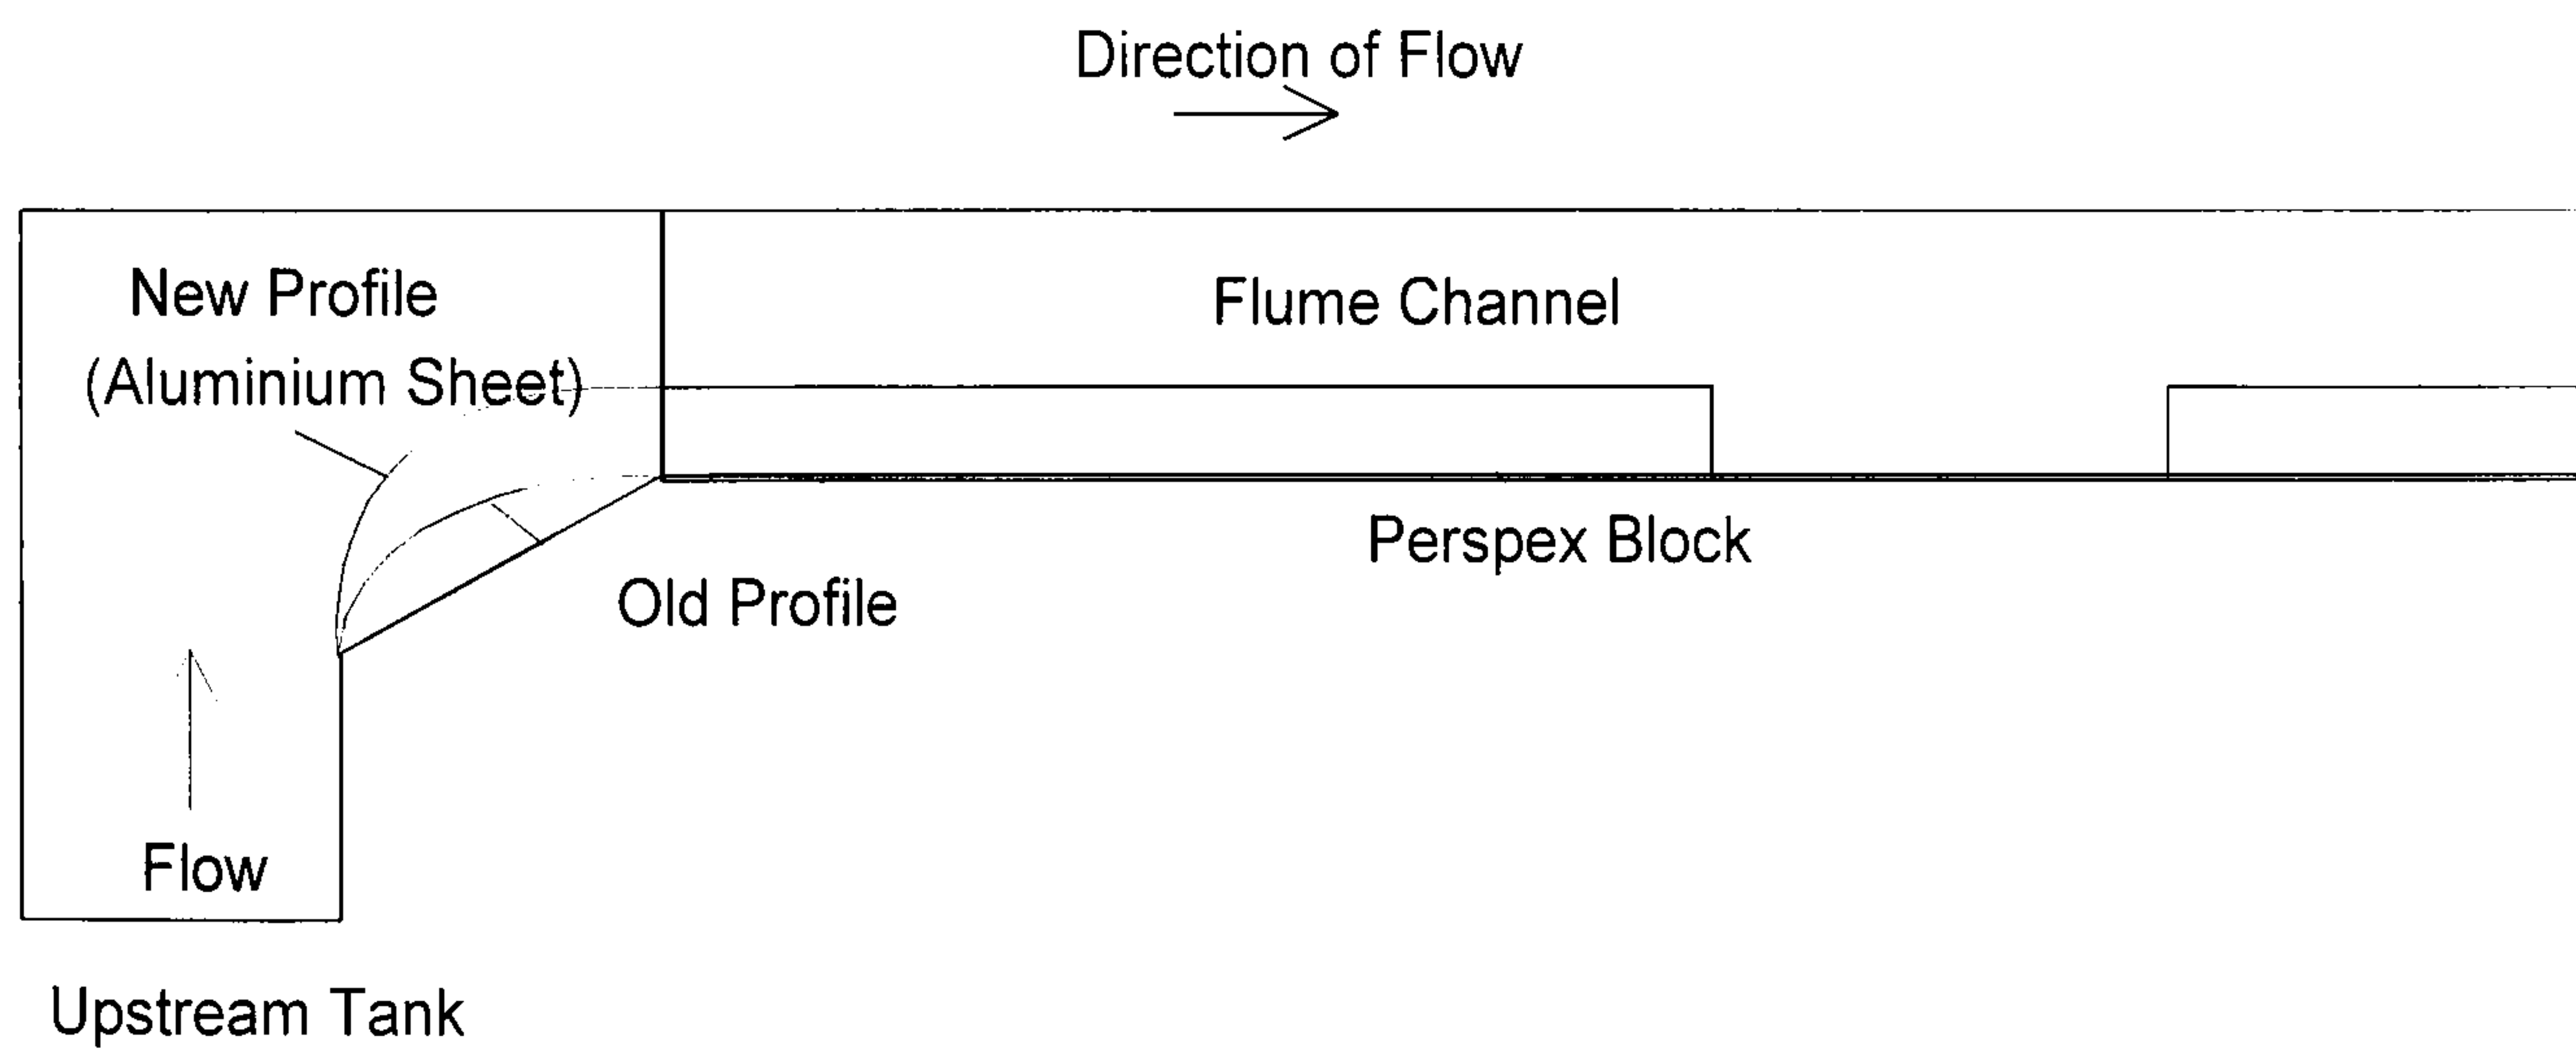 Direction of Flow
New Profile
(Aluminium Sheet)
Flume Channel
Perspex Block
Old Profile
Flow
Upstream Tank